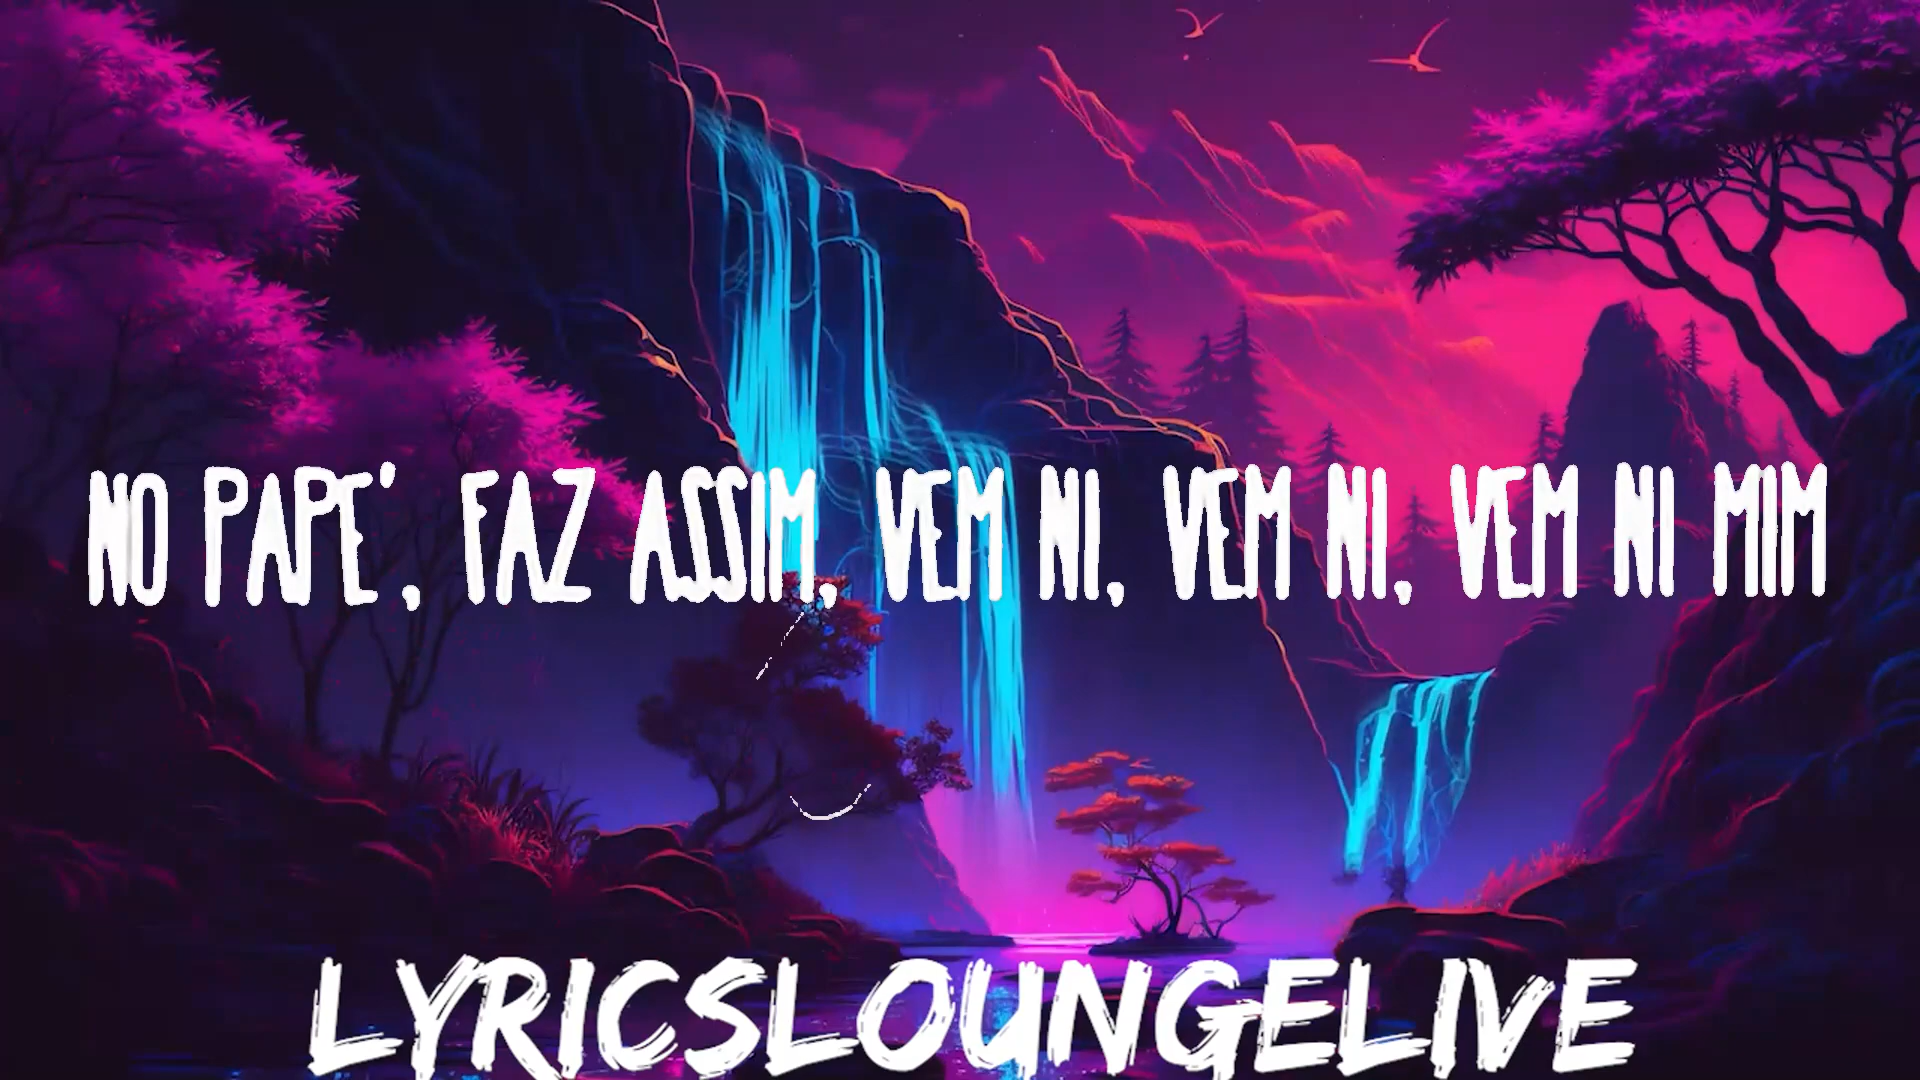 NO PAPE', FAZ ASSIM, VEM NI, VEM NI, VEM NI MIM
LYRICSLOUNGELIVE